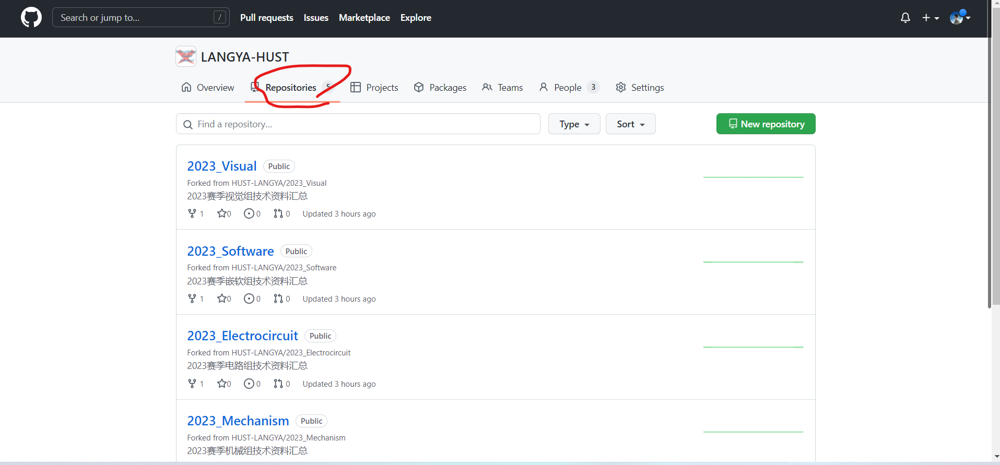 Search or jump to... /
Pull requests Issues Marketplace Explore
LANGYA-HUST
Overview Repositories 5 Projects Packages Teams People 3 Settings
Find a repository... Type Sort New repository
2023_Visual Public
Forked from HUST-LANGYA/2023_Visual
2023赛季视觉组技术资料汇总
1 0 0 0 Updated 3 hours ago
2023_Software Public
Forked from HUST-LANGYA/2023_Software
2023赛季嵌软组技术资料汇总
1 0 0 0 Updated 3 hours ago
2023_Electrocircuit Public
Forked from HUST-LANGYA/2023_Electrocircuit
2023赛季电路组技术资料汇总
1 0 0 0 Updated 3 hours ago
2023_Mechanism Public
Forked from HUST-LANGYA/2023_Mechanism
2023赛季机械组技术资料汇总